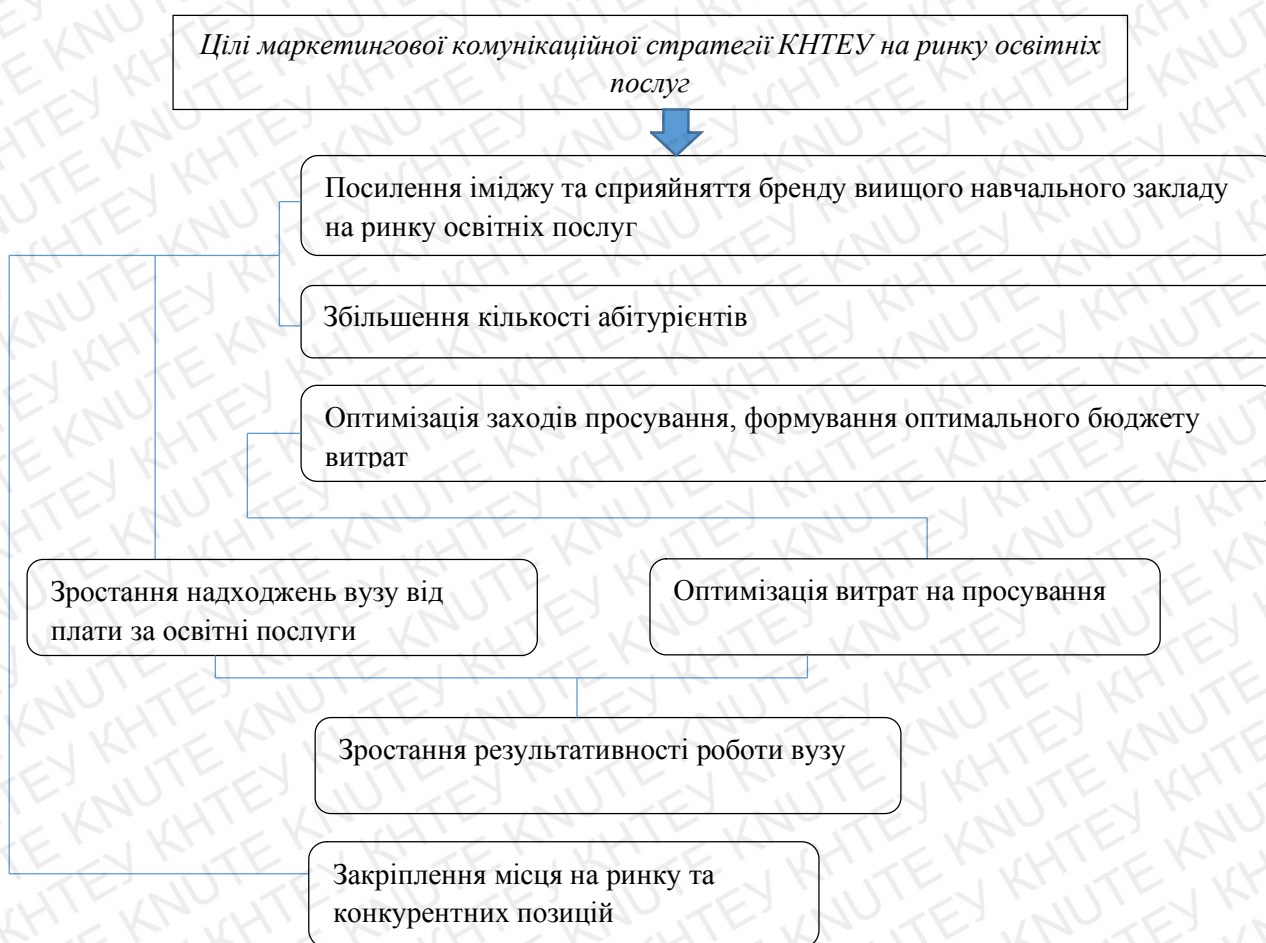 Цілі маркетингової комунікаційної стратегії КНТЕУ на ринку освітніх
послуг
Посилення іміджу та сприяйняття бренду виищого навчального закладу
на ринку освітніх послуг
Збільшення кількості абітурієнтів
Оптимізація заходів просування, формування оптимального бюджету
витрат
Зростання надходжень вузу від
плати за освітні послуги
Оптимізація витрат на просування
Зростання результативності роботи вузу
Закріплення місця на ринку та
конкурентних позицій